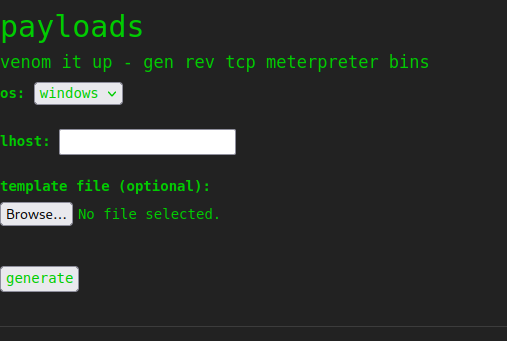 payloads
venom it up - gen rev tcp meterpreter bins
os: windows
lhost:
template file (optional):
Browse... No file selected.
generate